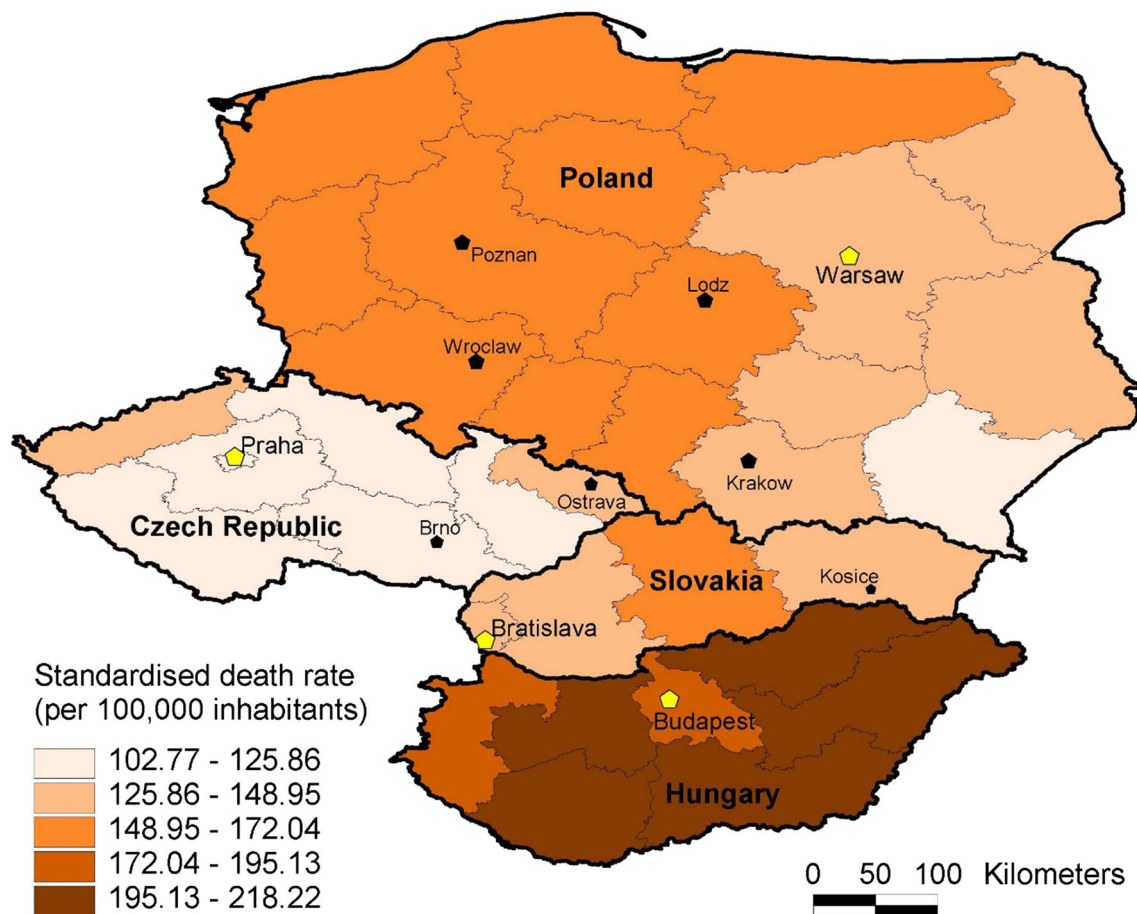 Poland
Poznan
Warsaw
Lodz
Wroclaw
Praha
Krakow
Ostrava
Czech Republic
Brno
Slovakia
Kosice
Bratislava
Budapest
Hungary
Standardised death rate
(per 100,000 inhabitants)
102.77 - 125.86
125.86 - 148.95
148.95 - 172.04
172.04 - 195.13
195.13 - 218.22
0 50 100 Kilometers